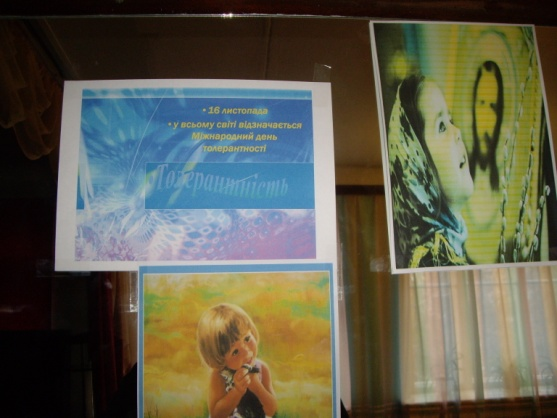 • 16 листопада
• у всьому світі відзначається
Міжнародний день
толерантності
Толерантність